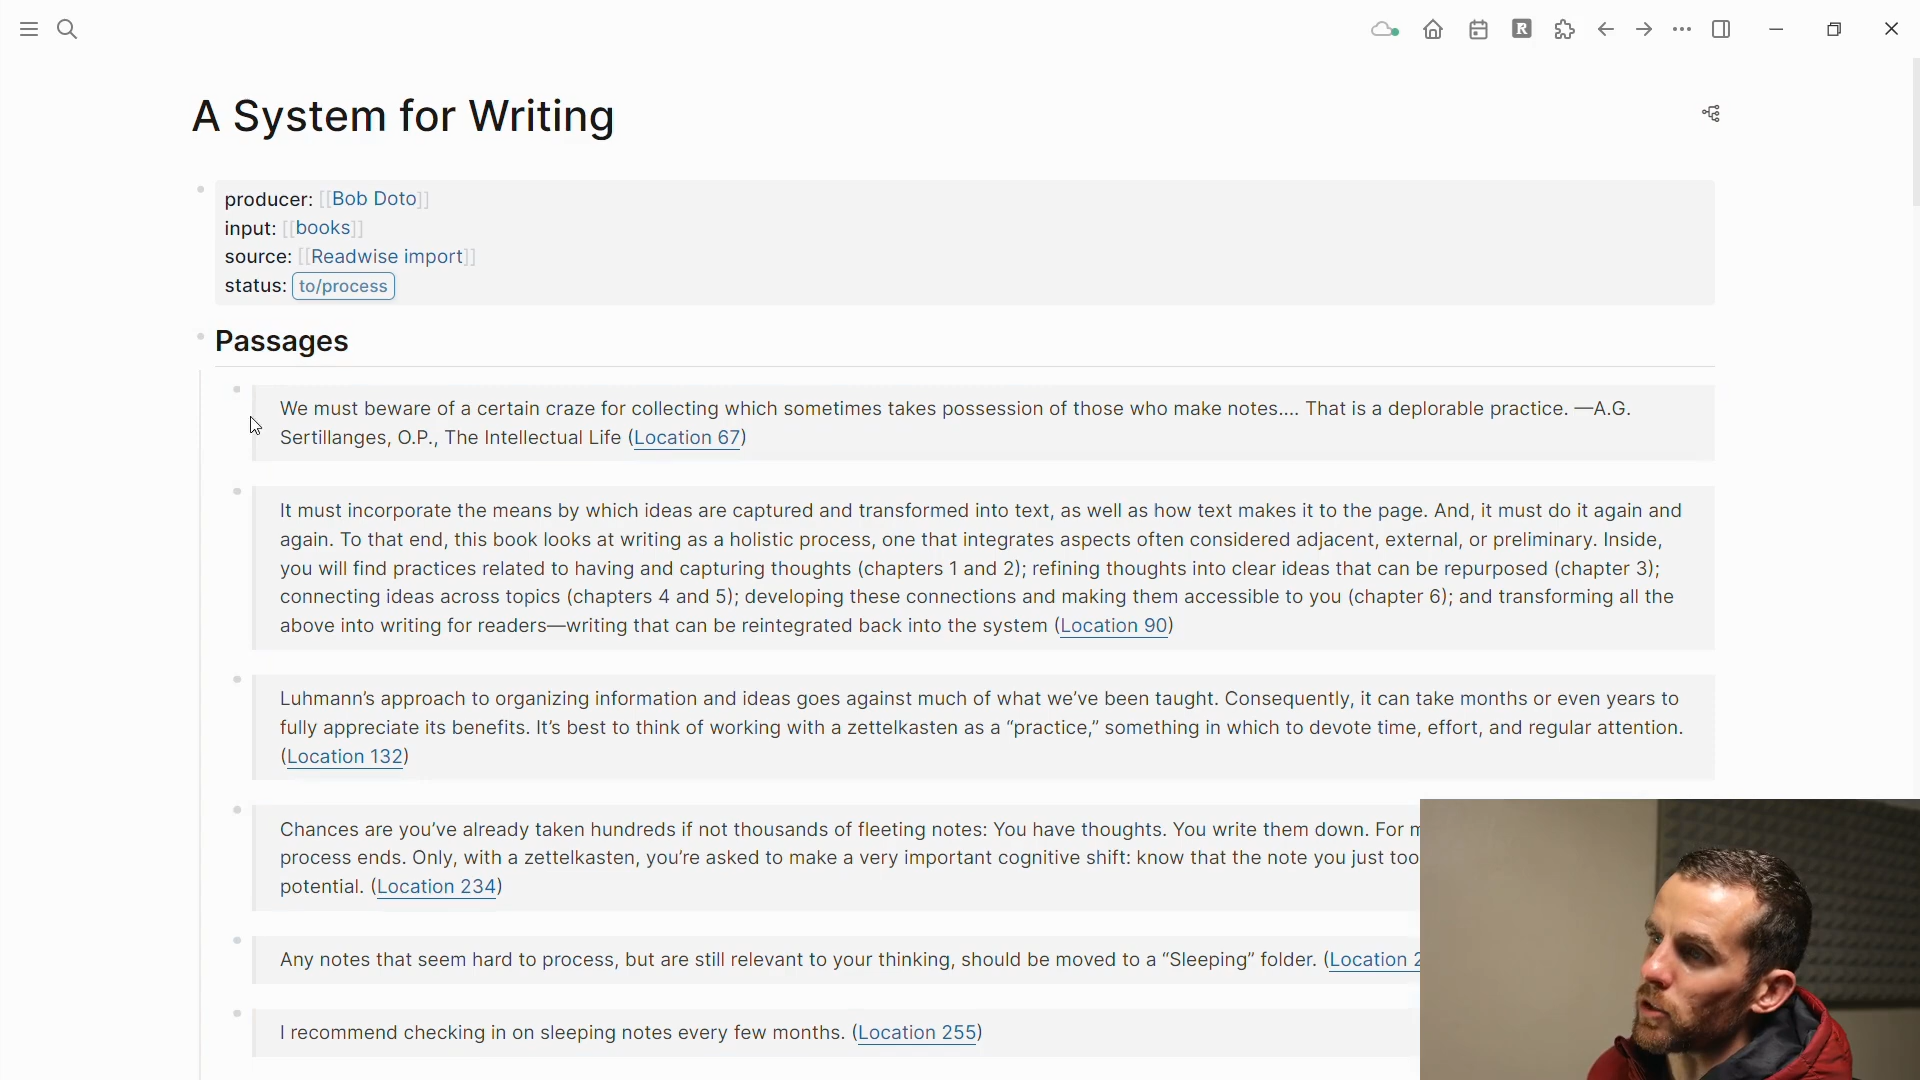 A System for Writing
producer: [[Bob Doto]]
input: [[books]]
source: [[Readwise import]]
status: to/process
Passages
We must beware of a certain craze for collecting which sometimes takes possession of those who make notes.... That is a deplorable practice. —A.G.
Sertillanges, O.P., The Intellectual Life (Location 67)
It must incorporate the means by which ideas are captured and transformed into text, as well as how text makes it to the page. And, it must do it again and
again. To that end, this book looks at writing as a holistic process, one that integrates aspects often considered adjacent, external, or preliminary. Inside,
you will find practices related to having and capturing thoughts (chapters 1 and 2); refining thoughts into clear ideas that can be repurposed (chapter 3);
connecting ideas across topics (chapters 4 and 5); developing these connections and making them accessible to you (chapter 6); and transforming all the
above into writing for readers—writing that can be reintegrated back into the system (Location 90)
Luhmann’s approach to organizing information and ideas goes against much of what we’ve been taught. Consequently, it can take months or even years to
fully appreciate its benefits. It’s best to think of working with a zettelkasten as a “practice,” something in which to devote time, effort, and regular attention.
(Location 132)
Chances are you’ve already taken hundreds if not thousands of fleeting notes: You have thoughts. You write them down. For
process ends. Only, with a zettelkasten, you’re asked to make a very important cognitive shift: know that the note you just
potential. (Location 234)
Any notes that seem hard to process, but are still relevant to your thinking, should be moved to a “Sleeping” folder. (Location
I recommend checking in on sleeping notes every few months. (Location 255)